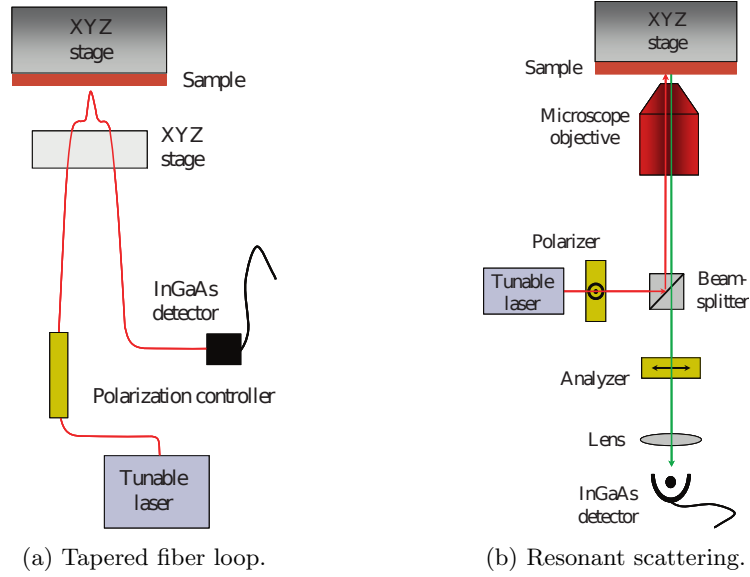 XYZ
stage
Sample
XYZ
stage
InGaAs
detector
Polarization controller
Tunable
laser
(a) Tapered fiber loop.
XYZ
stage
Sample
Microscope
objective
Polarizer
Tunable
laser
Beam-
splitter
Analyzer
Lens
InGaAs
detector
(b) Resonant scattering.